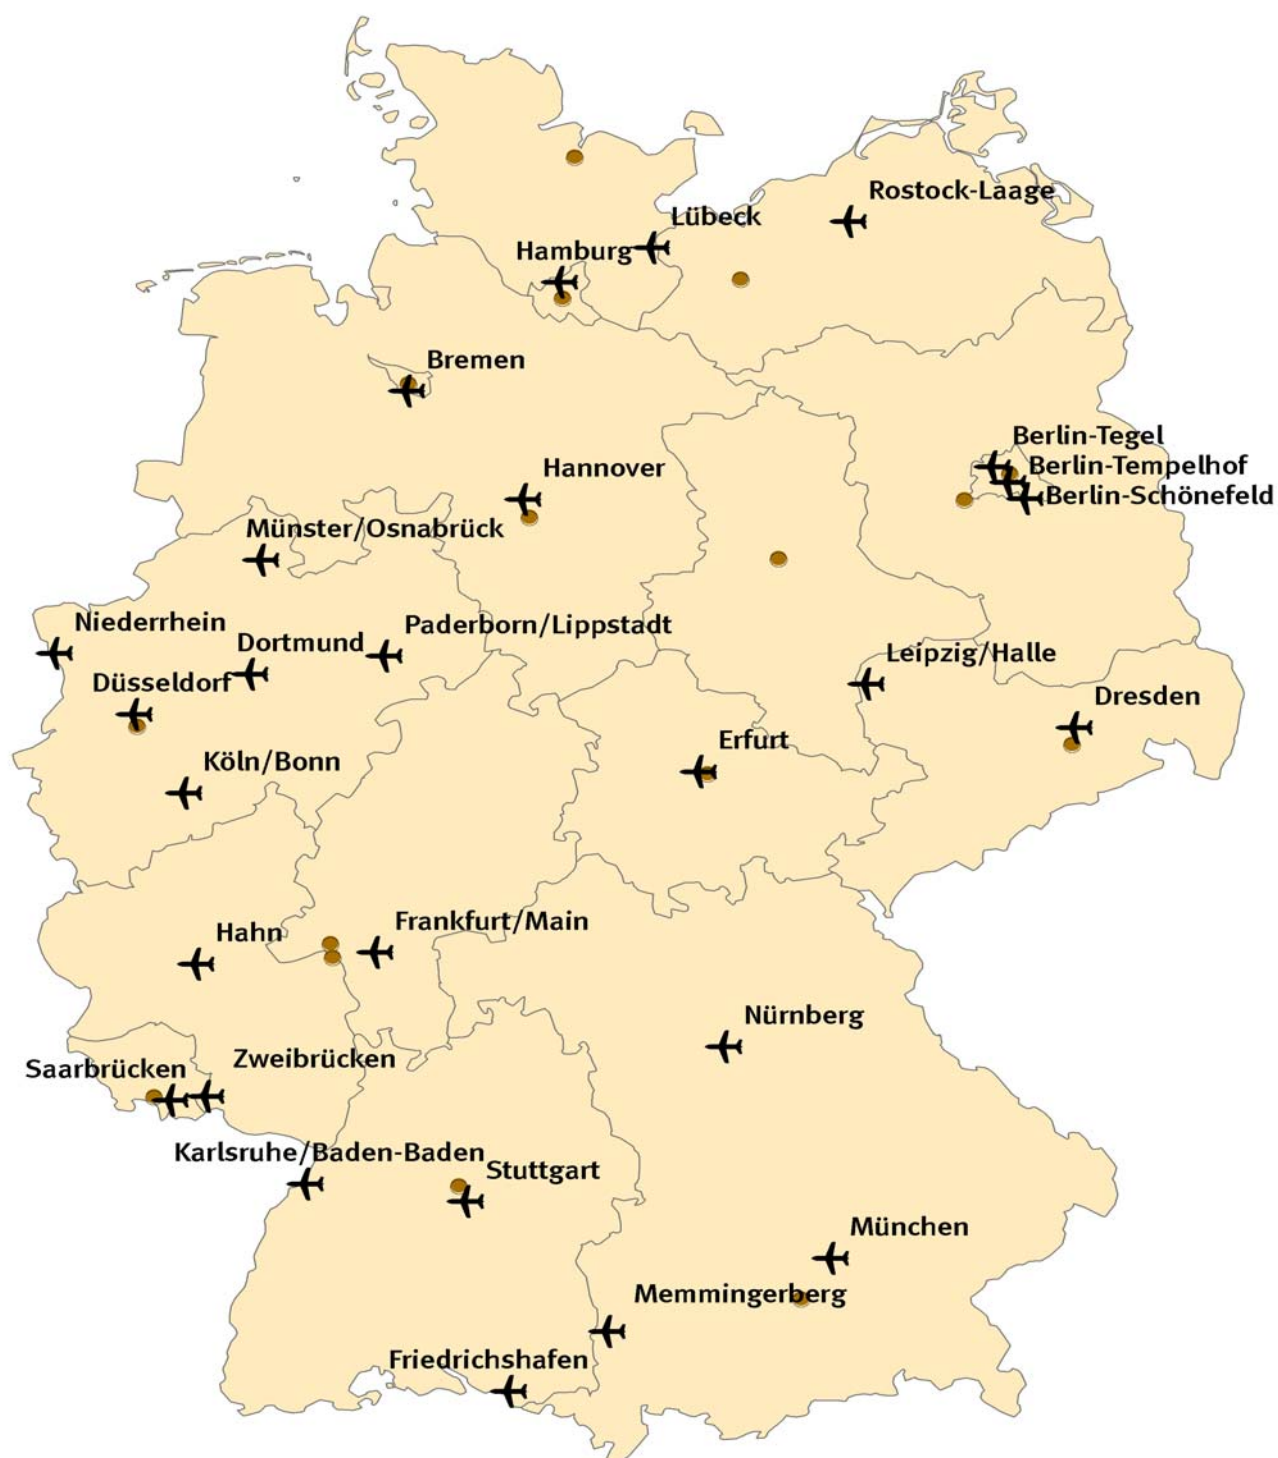 Rostock-Laage
Lübeck
Hamburg
Bremen
Berlin-Tegel
Berlin-Tempelhof
Hannover
Berlin-Schönefeld
Münster/Osnabrück
Niederrhein
Paderborn/Lippstadt
Dortmund
Leipzig/Halle
Düsseldorf
Dresden
Erfurt
Köln/Bonn
Frankfurt/Main
Hahn
Nürnberg
Zweibrücken
Saarbrücken
Karlsruhe/Baden-Baden
Stuttgart
München
Memmingerberg
Friedrichshafen